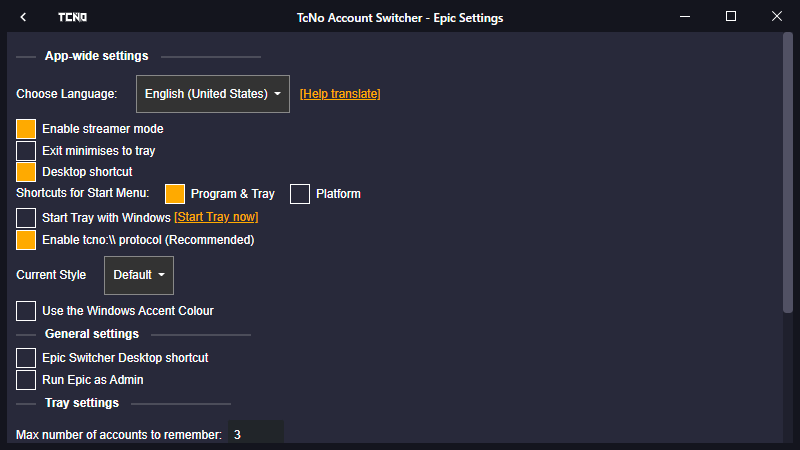 TCNO
TcNo Account Switcher - Epic Settings
App-wide settings
Choose Language: English (United States) [Help translate]
Enable streamer mode
Exit minimises to tray
Desktop shortcut
Shortcuts for Start Menu: Program & Tray Platform
Start Tray with Windows [Start Tray now]
Enable tcno:\\ protocol (Recommended)
Current Style Default
Use the Windows Accent Colour
General settings
Epic Switcher Desktop shortcut
Run Epic as Admin
Tray settings
Max number of accounts to remember: 3